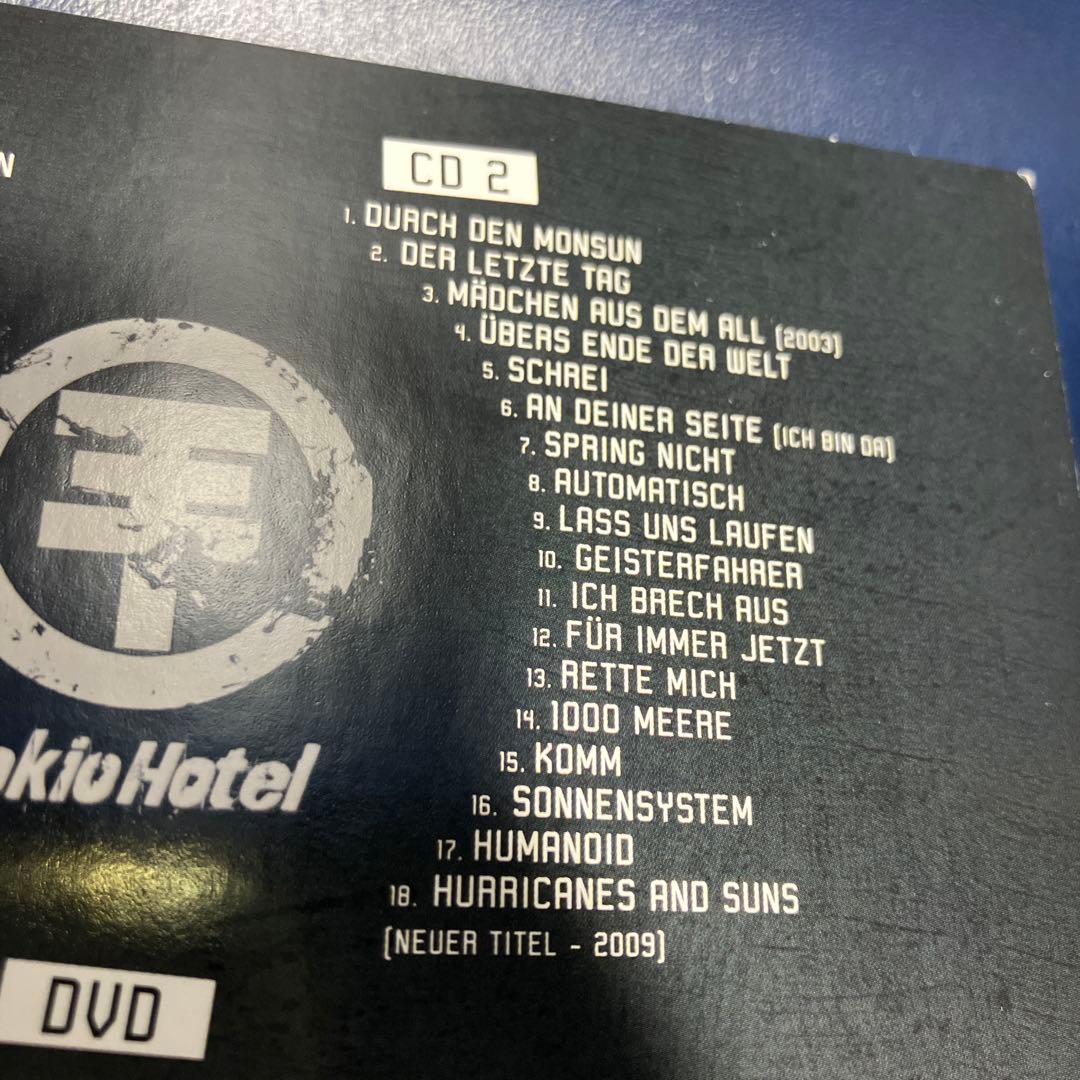 CD 2
1. DURCH DEN MONSUN
2. DER LETZTE TAG
3. MÄDCHEN AUS DEM ALL (2003)
4. ÜBERS ENDE DER WELT
5. SCHREI
6. AN DEINER SEITE (ICH BIN DA)
7. SPRING NICHT
8. AUTOMATISCH
9. LASS UNS LAUFEN
10. GEISTERFAHRER
11. ICH BRECH AUS
12. FÜR IMMER JETZT
13. RETTE MICH
14. 1000 MEERE
15. KOMM
16. SONNENSYSTEM
17. HUMANOID
18. HURRICANES AND SUNS
(NEUER TITEL - 2009)
N
okio Hotel
DVD